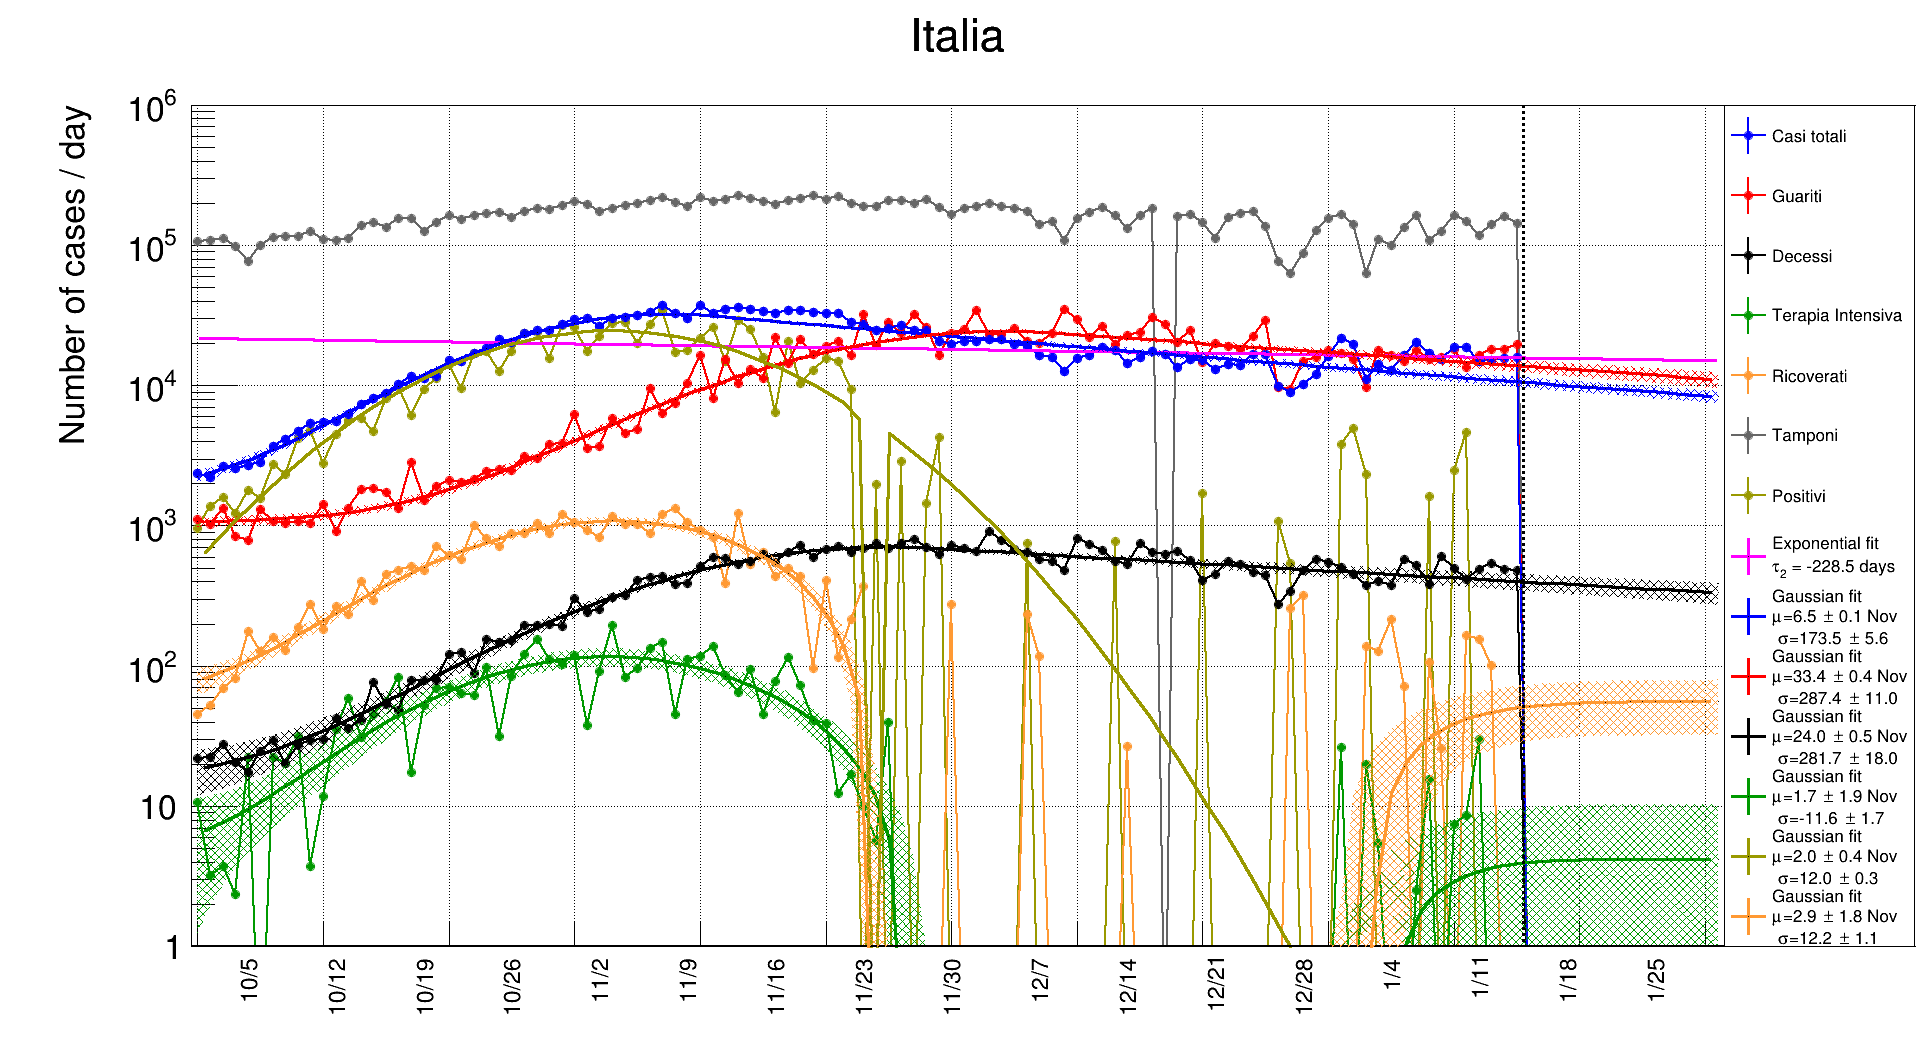 Italia
Number of cases / day
10^6
10^5
10^4
10^3
10^2
10
1
10/5 10/12 10/19 10/26 11/2 11/9 11/16 11/23 11/30 12/7 12/14 12/21 12/28 1/4 1/11 1/18 1/25
Casi totali
Guariti
Decessi
Terapia Intensiva
Ricoverati
Tamponi
Positivi
Exponential fit
τ₂ = -228.5 days
Gaussian fit
μ=6.5 ± 0.1 Nov
σ=173.5 ± 5.6
Gaussian fit
μ=33.4 ± 0.4 Nov
σ=287.4 ± 11.0
Gaussian fit
μ=24.0 ± 0.5 Nov
σ=281.7 ± 18.0
Gaussian fit
μ=1.7 ± 1.9 Nov
σ=-11.6 ± 1.7
Gaussian fit
μ=2.0 ± 0.4 Nov
σ=12.0 ± 0.3
Gaussian fit
μ=2.9 ± 1.8 Nov
σ=12.2 ± 1.1